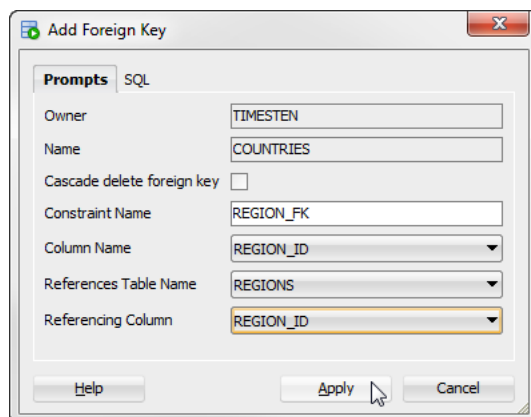 Add Foreign Key
Prompts SQL
Owner TIMESTEN
Name COUNTRIES
Cascade delete foreign key
Constraint Name REGION_FK
Column Name REGION_ID
References Table Name REGIONS
Referencing Column REGION_ID
Help Apply Cancel